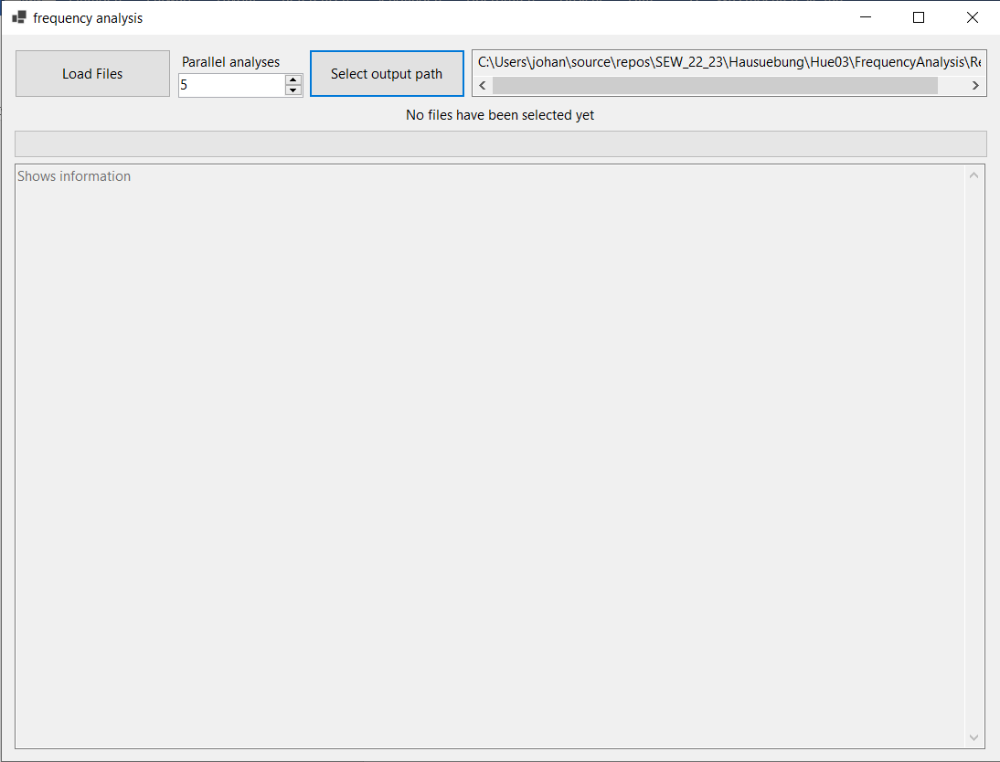 frequency analysis
Load Files
Parallel analyses
5
Select output path
C:\Users\johan\source\repos\SEW_22_23\Hausuebung\Hue03\FrequencyAnalysis\Re
No files have been selected yet
Shows information